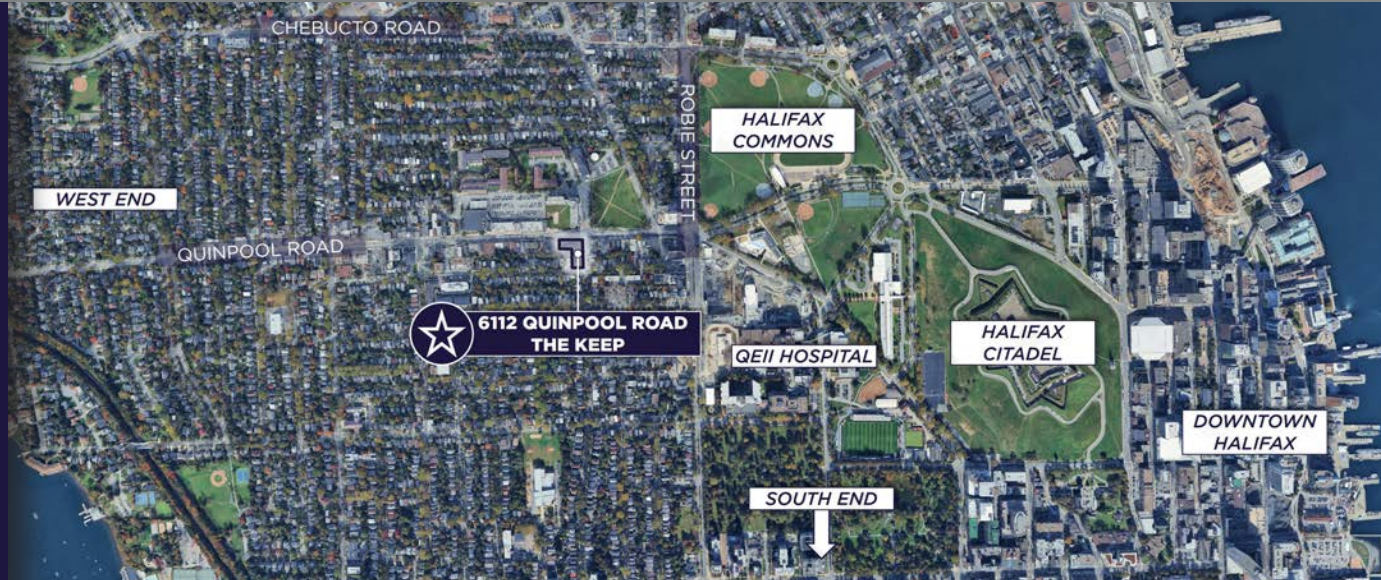 CHEBUCTO ROAD
ROBIE STREET
HALIFAX
COMMONS
WEST END
QUINPOOL ROAD
6112 QUINPOOL ROAD
THE KEEP
QEII HOSPITAL
HALIFAX
CITADEL
DOWNTOWN
HALIFAX
SOUTH END